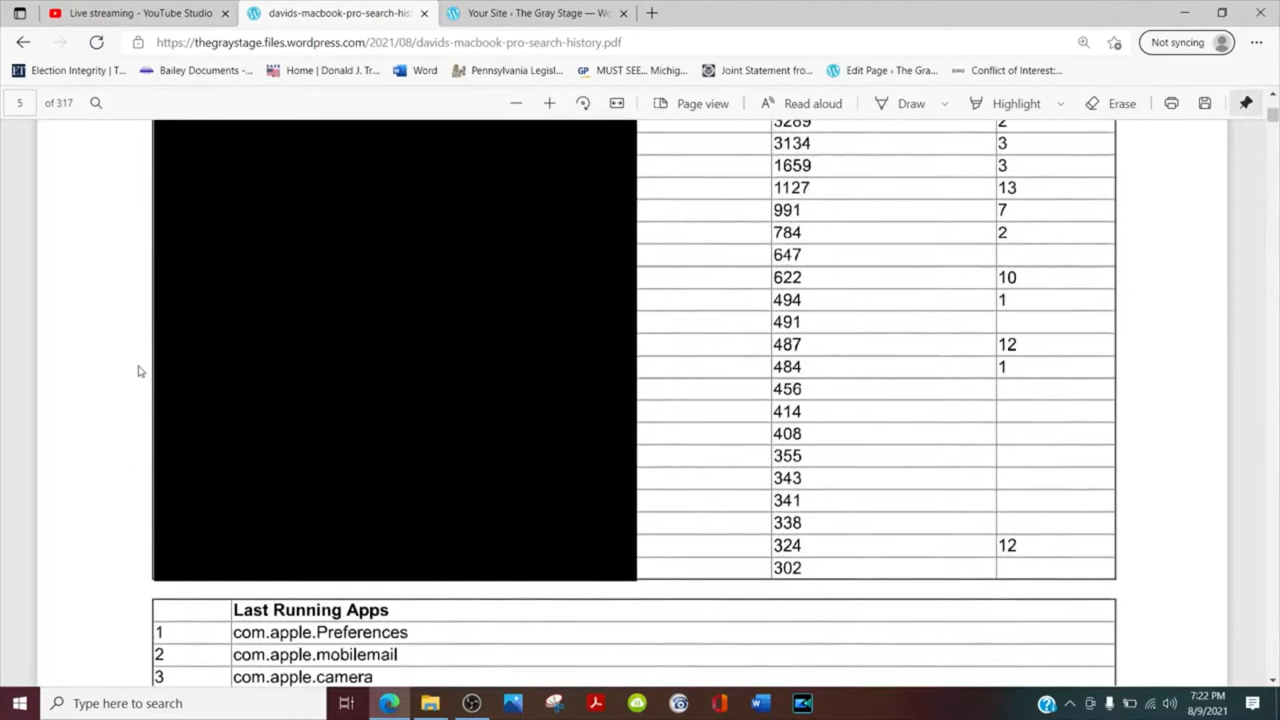 Live streaming - YouTube Studio
davids-macbook-pro-search-his
Your Site ‹ The Gray Stage — Wo
https://thegraystage.files.wordpress.com/2021/08/davids-macbook-pro-search-history.pdf
Not syncing
Election Integrity | T...
Bailey Documents -...
Home | Donald J. Tr...
Word
Pennsylvania Legisl...
GP MUST SEE... Michig...
Joint Statement fro...
Edit Page ‹ The Gra...
Conflict of Interest:...
5 of 317
Page view
Read aloud
Draw
Highlight
Erase
3289 2
3134 3
1659 3
1127 13
991 7
784 2
647
622 10
494 1
491
487 12
484 1
456
414
408
355
343
341
338
324 12
302
Last Running Apps
1 com.apple.Preferences
2 com.apple.mobilemail
3 com.apple.camera
Type here to search
7:22 PM
8/9/2021